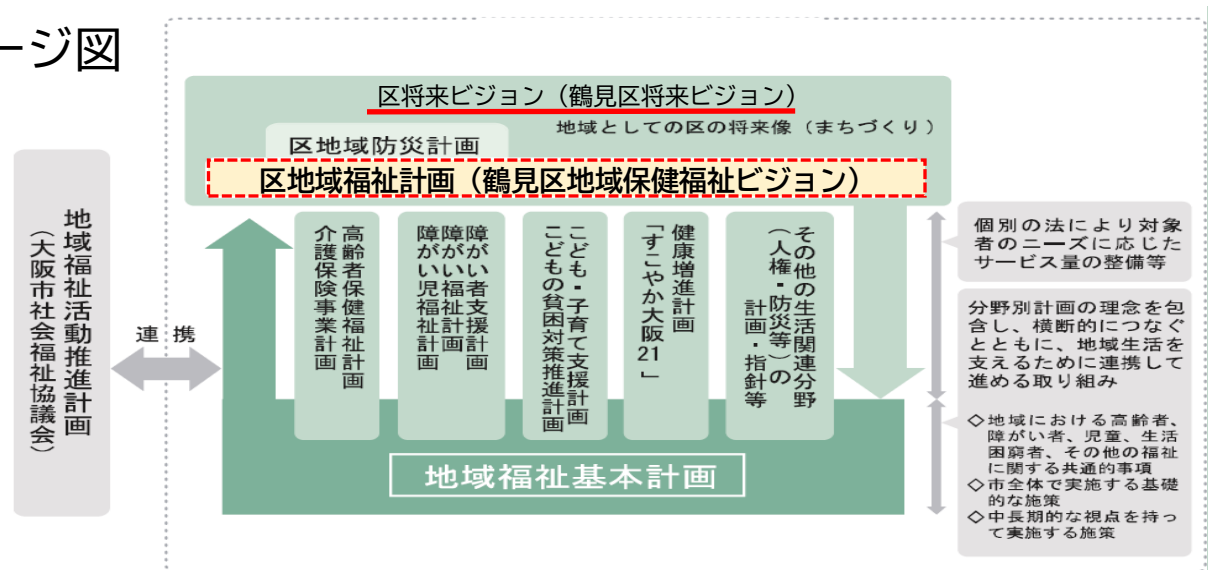 ージ図
区将来ビジョン（鶴見区将来ビジョン）
地域としての区の将来像（まちづくり）
区地域防災計画
区地域福祉計画（鶴見区地域保健福祉ビジョン）
地域福祉活動推進計画
（大阪市社会福祉協議会）
連携
高齢者保健福祉計画
介護保険事業計画
障がい者支援計画
障がい福祉計画
障がい児福祉計画
こども・子育て支援計画
こどもの貧困対策推進計画
健康増進計画
「すこやか大阪21」
その他の生活関連分野
（人権・防災等）の
計画・指針等
個別の法により対象
者のニーズに応じた
サービス量の整備等
分野別計画の理念を包
含し、横断的につなぐ
とともに、地域生活を
支えるために連携して
進める取り組み
◇地域における高齢者、
障がい者、児童、生活
困窮者、その他の福祉
に関する共通的事項
◇市全体で実施する基礎
的な施策
◇中長期的な視点を持っ
て実施する施策
地域福祉基本計画